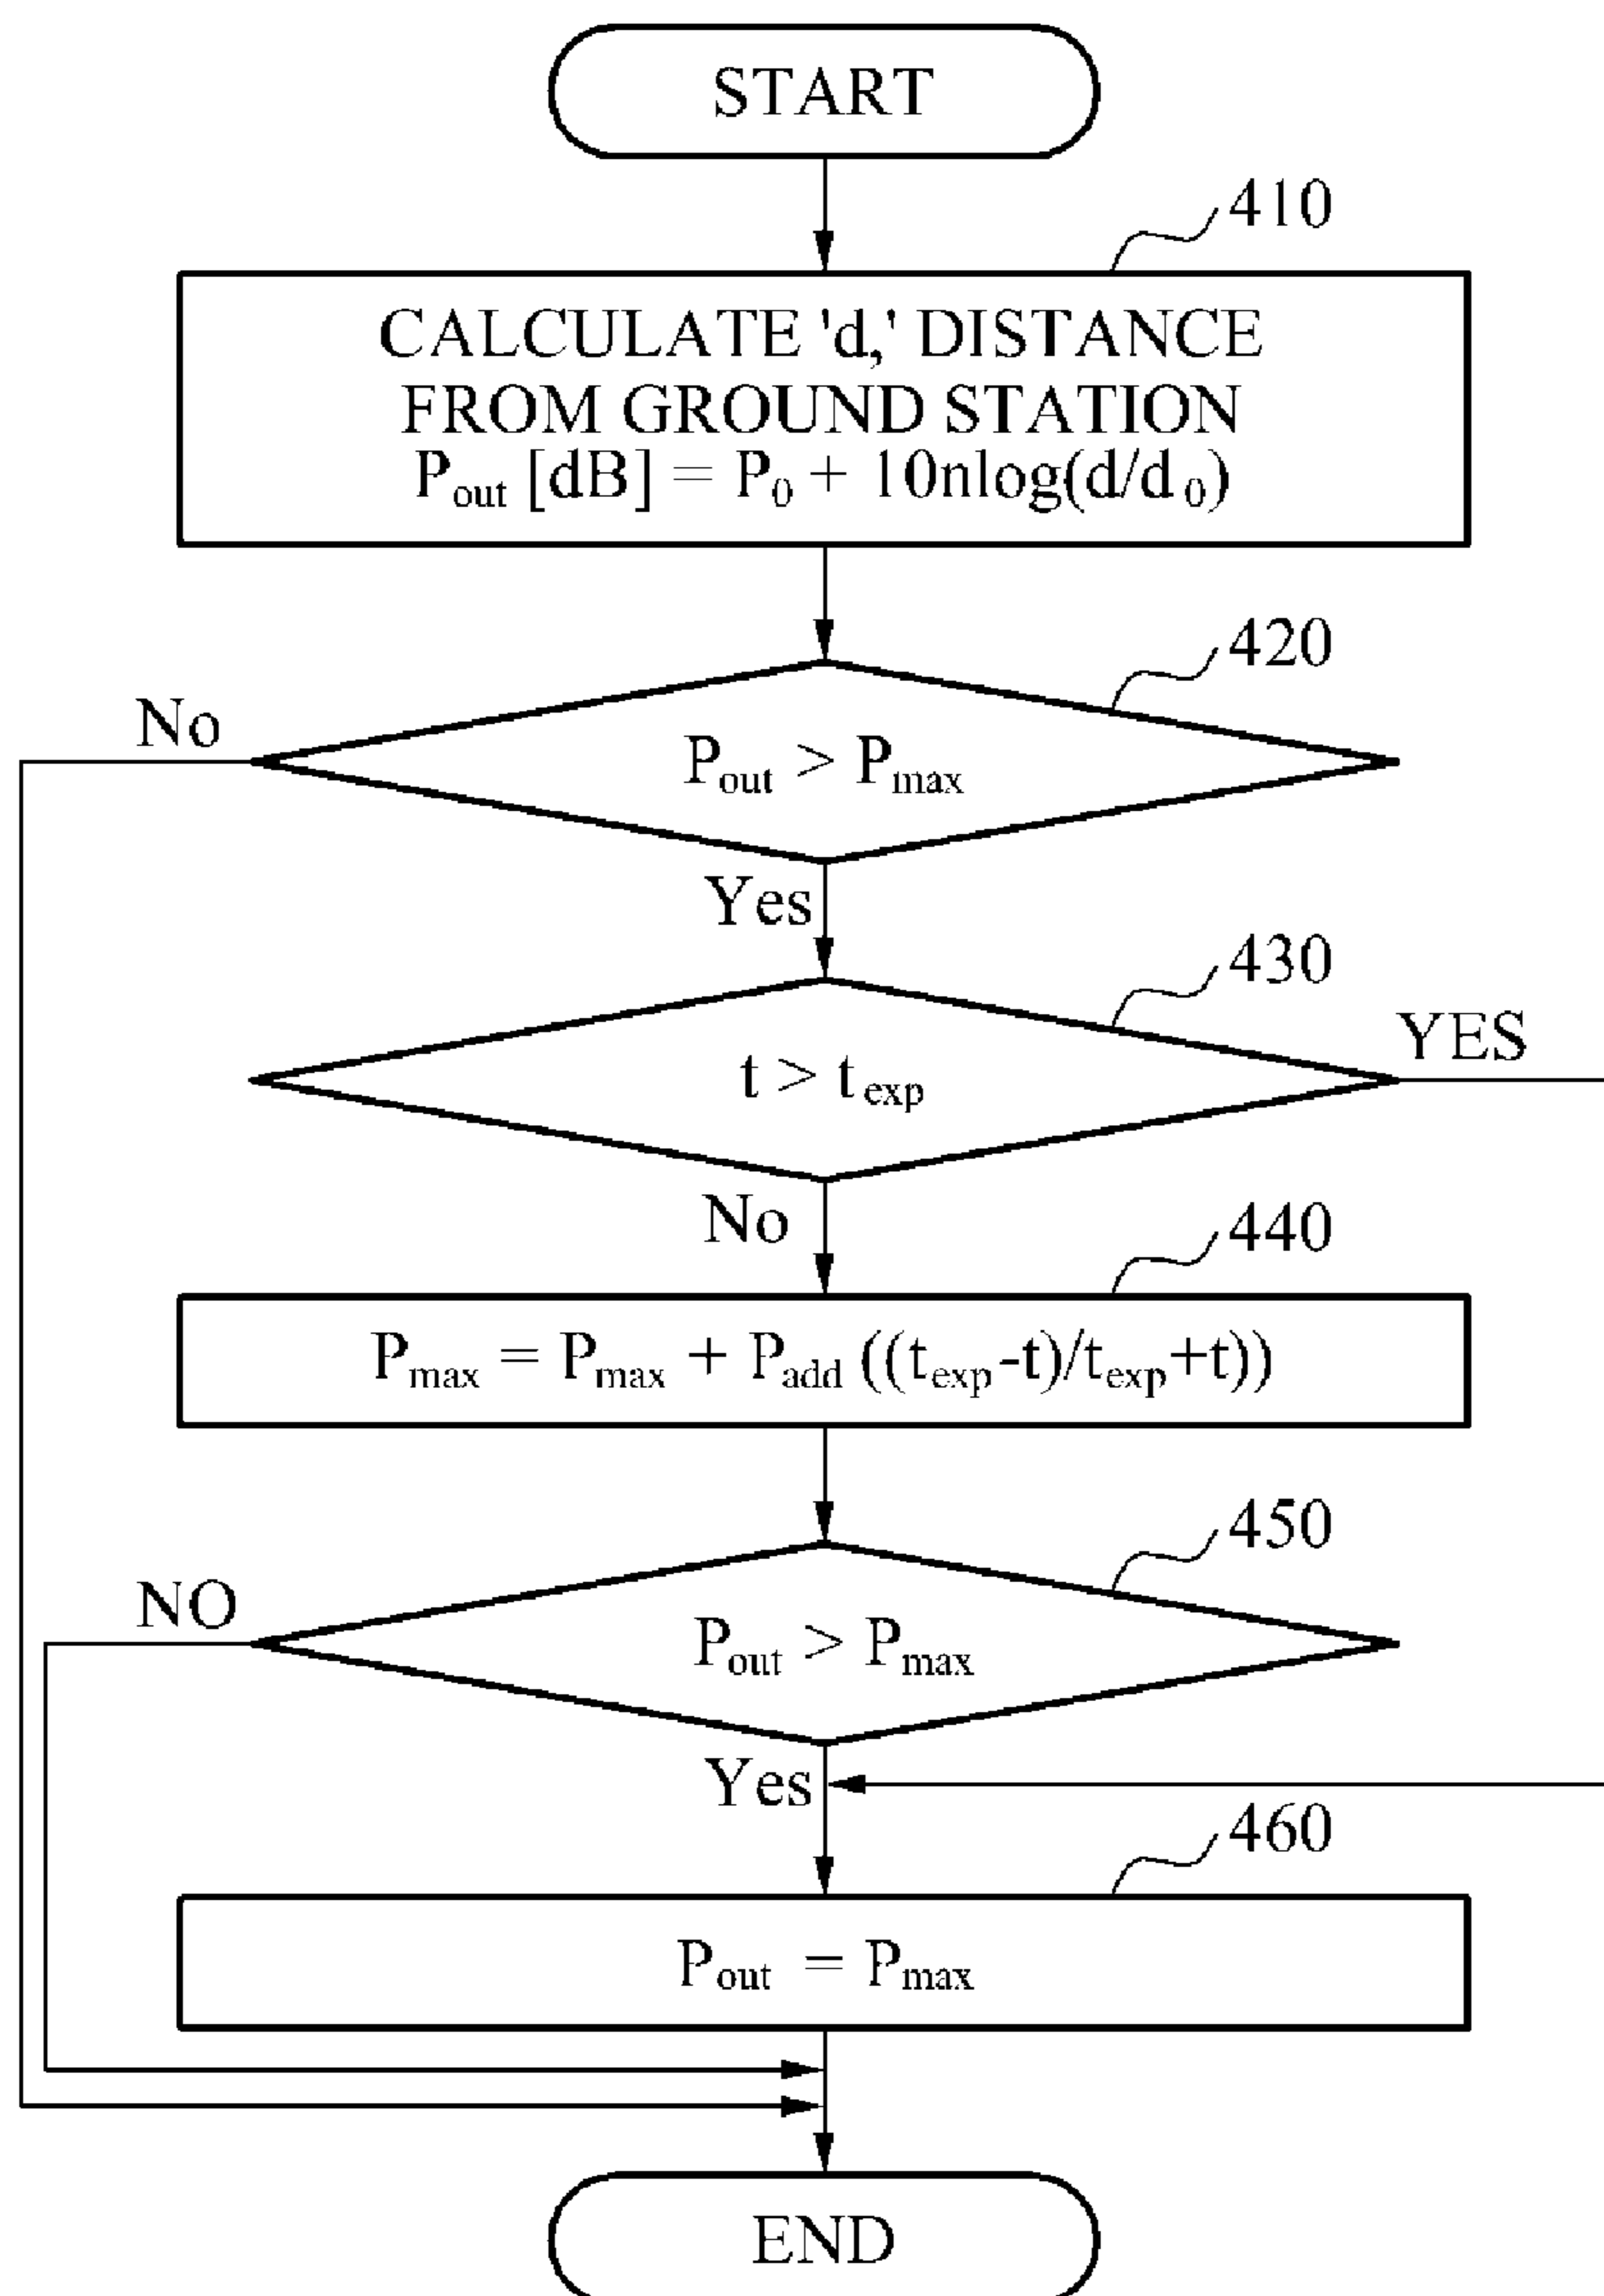 START
410
CALCULATE 'd,' DISTANCE
FROM GROUND STATION
Pout [dB] = P0 + 10nlog(d/d0)
420
No
Pout > Pmax
Yes
430
YES
t > texp
No
440
Pmax = Pmax + Padd ((texp-t)/texp+t))
450
NO
Pout > Pmax
Yes
460
Pout = Pmax
END